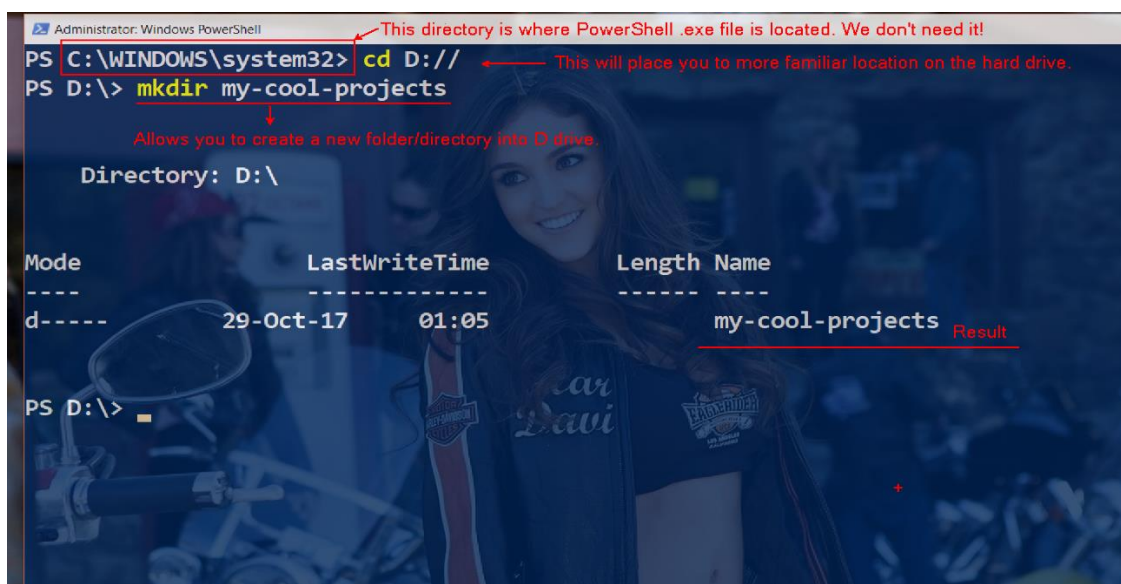 Administrator: Windows PowerShell This directory is where PowerShell .exe file is located. We don't need it!
PS C:\WINDOWS\system32> cd D:// This will place you to more familiar location on the hard drive.
PS D:\> mkdir my-cool-projects
Allows you to create a new folder/directory into D drive.
Directory: D:\
Mode LastWriteTime Length Name
---- ------------- ------ ----
d----- 29-Oct-17 01:05 my-cool-projects Result
PS D:\>
EAGLERIDER
LOS ANGELES